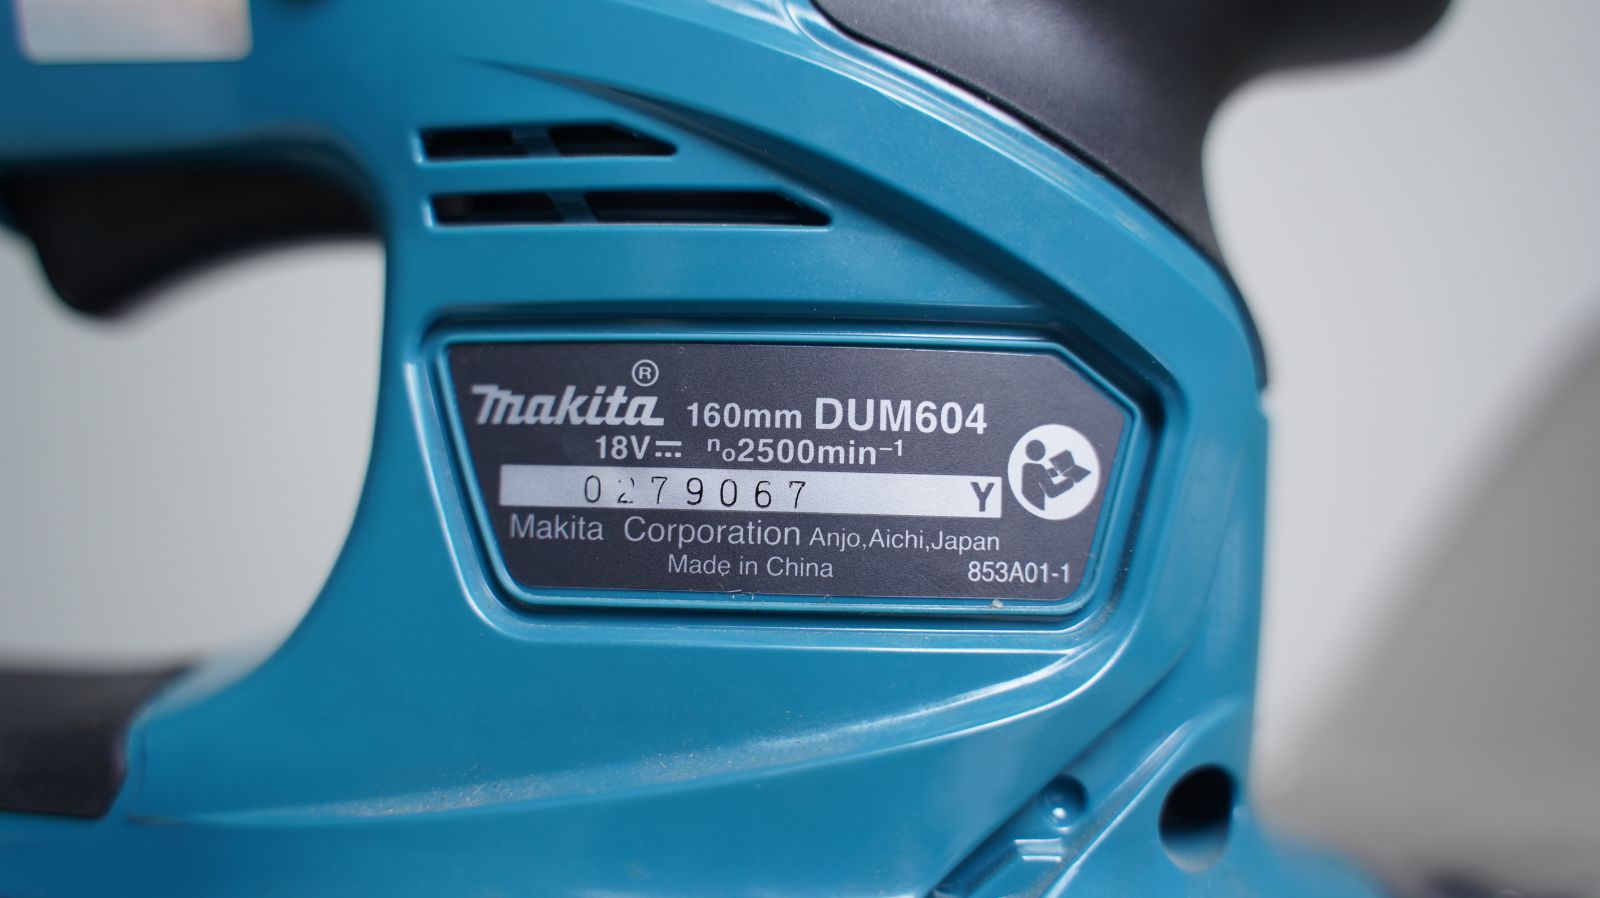 makita® 160mm DUM604
18V⎓ n₀2500min⁻¹
0279067 Y
Makita Corporation Anjo,Aichi,Japan
Made in China 853A01-1